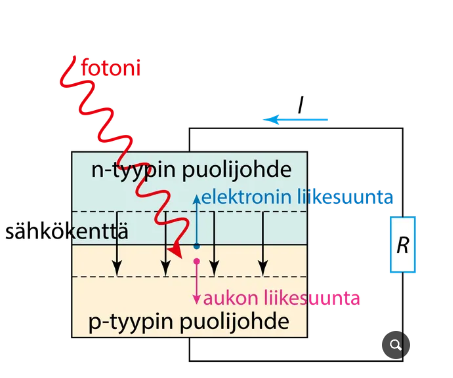 fotoni
I
n-tyypin puolijohde
elektronin liikesuunta
sähkökenttä
R
aukon liikesuunta
p-tyypin puolijohde